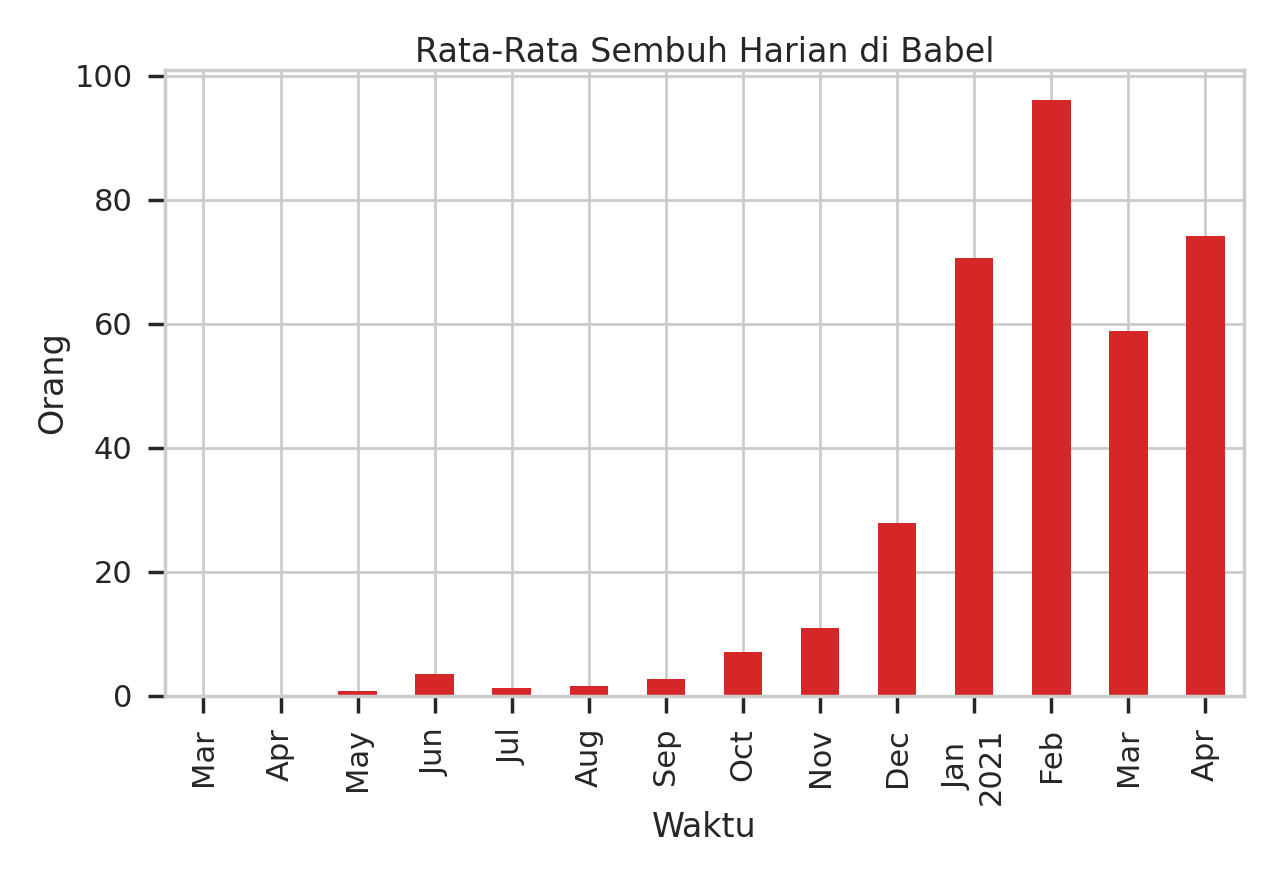 Rata-Rata Sembuh Harian di Babel
100
80
60
40
20
0
Orang
Mar
Apr
May
Jun
Jul
Aug
Sep
Oct
Nov
Dec
Jan
2021
Feb
Mar
Apr
Waktu